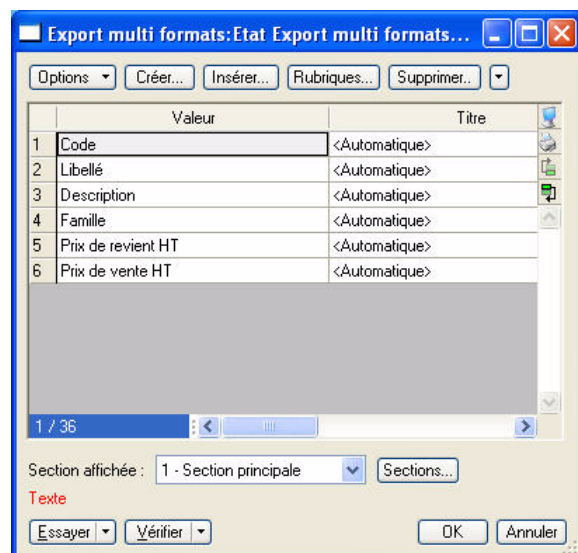 Export multi formats:Etat Export multi formats...
Options Créer... Insérer... Rubriques... Supprimer..
Valeur Titre
1 Code <Automatique>
2 Libellé <Automatique>
3 Description <Automatique>
4 Famille <Automatique>
5 Prix de revient HT <Automatique>
6 Prix de vente HT <Automatique>
1 / 36
Section affichée : 1 - Section principale Sections...
Texte
Essayer Vérifier OK Annuler